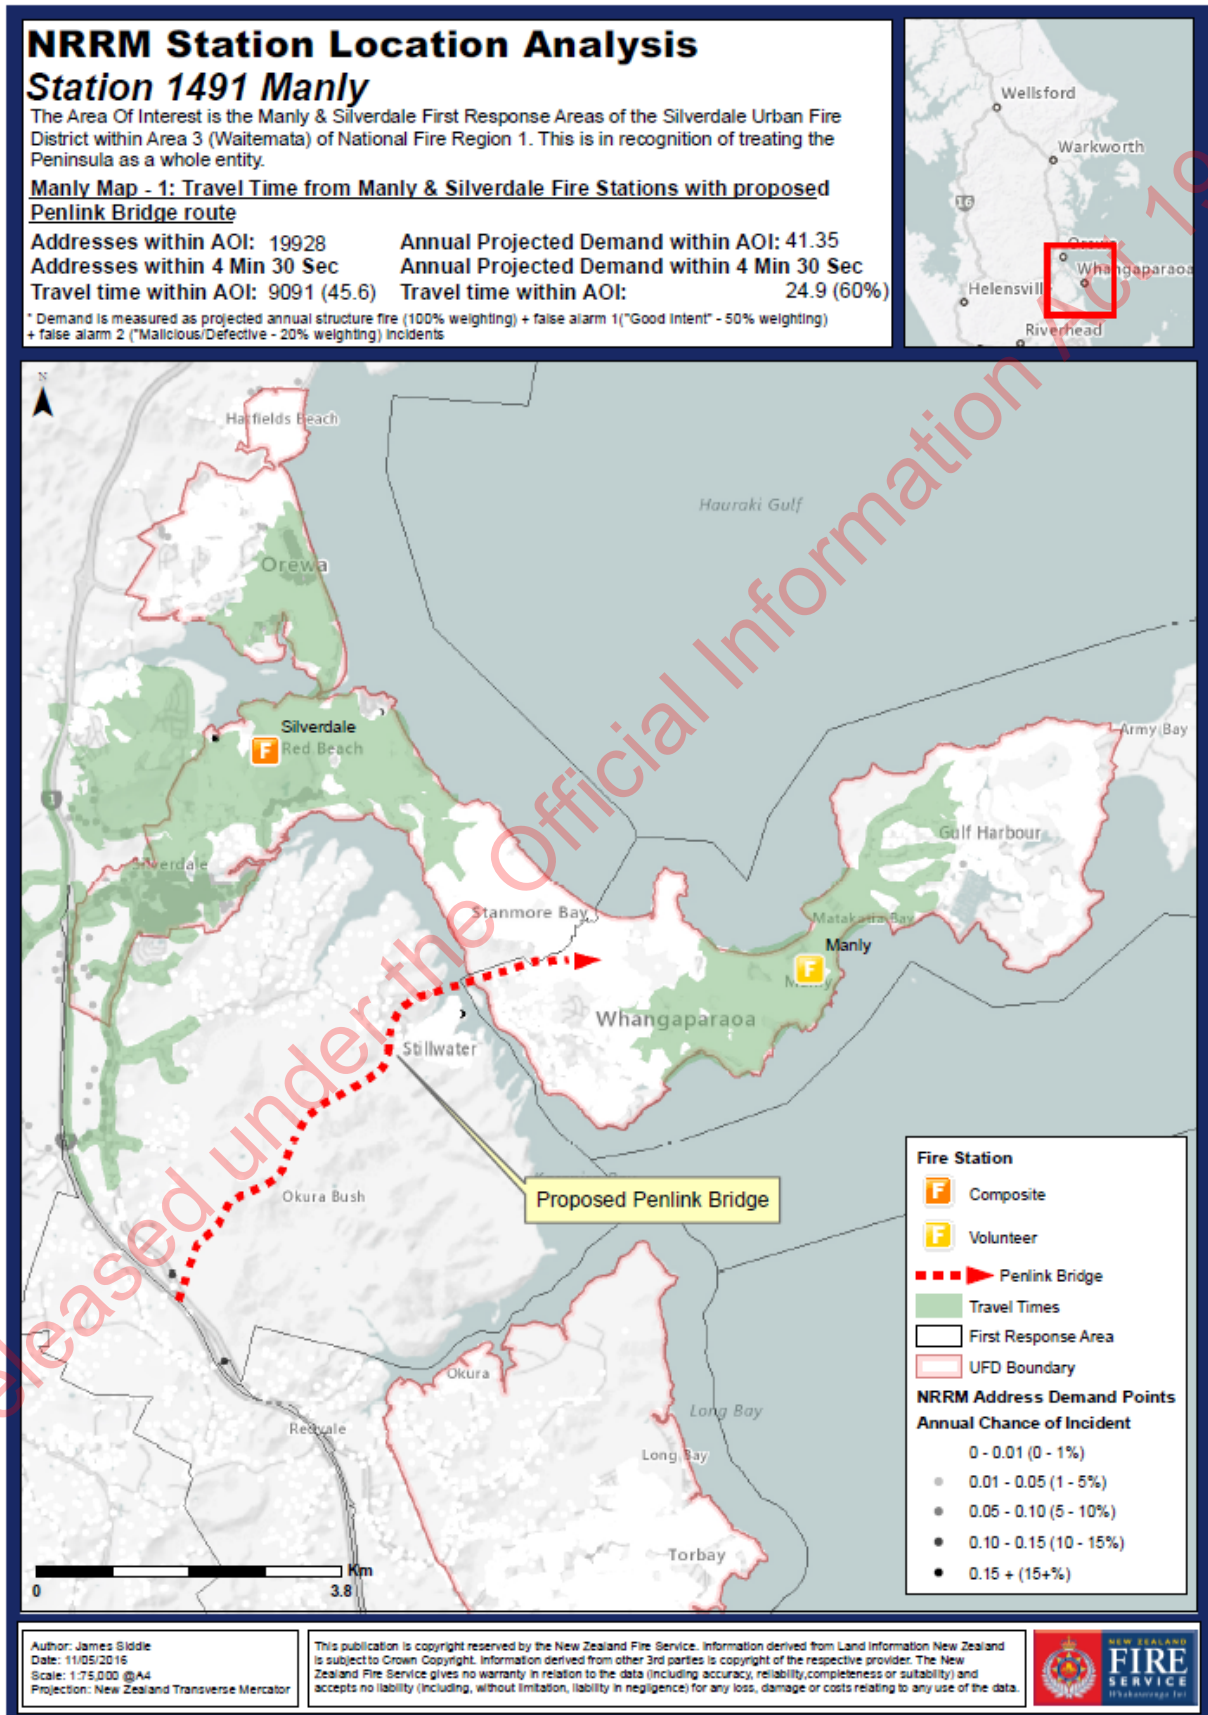 NRRM Station Location Analysis
Station 1491 Manly
The Area Of Interest is the Manly & Silverdale First Response Areas of the Silverdale Urban Fire
District within Area 3 (Waitemata) of National Fire Region 1. This is in recognition of treating the
Peninsula as a whole entity.
Manly Map - 1: Travel Time from Manly & Silverdale Fire Stations with proposed
Penlink Bridge route
Addresses within AOI: 19928
Addresses within 4 Min 30 Sec
Travel time within AOI: 9091 (45.6)
Annual Projected Demand within AOI: 41.35
Annual Projected Demand within 4 Min 30 Sec
Travel time within AOI: 24.9 (60%)
* Demand is measured as projected annual structure fire (100% weighting) + false alarm 1("Good Intent" - 50% weighting)
+ false alarm 2 ("Malicious/Defective - 20% weighting) Incidents
Wellsford
Warkworth
16
Orewa
Whangaparaoa
Helensvill
Riverhead
N
Hatfields Beach
Hauraki Gulf
Orewa
Silverdale
Red Beach
Army Bay
1
Gulf Harbour
Silverdale
Stanmore Bay
Matakatia Bay
Manly
Manly
Whangaparaoa
Stillwater
Okura Bush
Proposed Penlink Bridge
Okura
Long Bay
Redvale
Long Bay
Torbay
Km
0 3.8
Fire Station
F Composite
F Volunteer
Penlink Bridge
Travel Times
First Response Area
UFD Boundary
NRRM Address Demand Points
Annual Chance of Incident
0 - 0.01 (0 - 1%)
0.01 - 0.05 (1 - 5%)
0.05 - 0.10 (5 - 10%)
0.10 - 0.15 (10 - 15%)
0.15 + (15+%)
Released under the Official Information Act 19
Author: James Siddle
Date: 11/05/2016
Scale: 1:75,000 @A4
Projection: New Zealand Transverse Mercator
This publication is copyright reserved by the New Zealand Fire Service. Information derived from Land Information New Zealand
is subject to Crown Copyright. Information derived from other 3rd parties is copyright of the respective provider. The New
Zealand Fire Service gives no warranty in relation to the data (including accuracy, reliability,completeness or suitability) and
accepts no liability (including, without limitation, liability in negligence) for any loss, damage or costs relating to any use of the data.
NEW ZEALAND
FIRE
SERVICE